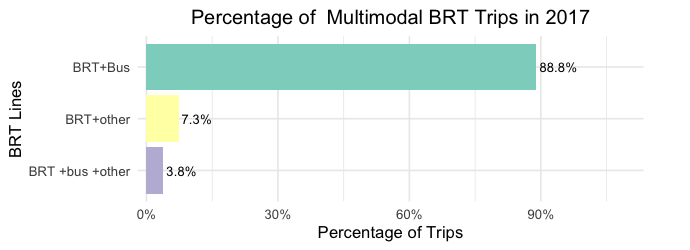 Percentage of  Multimodal BRT Trips in 2017
BRT Lines
BRT+Bus
88.8%
BRT+other
7.3%
BRT +bus +other
3.8%
0%
30%
60%
90%
Percentage of Trips